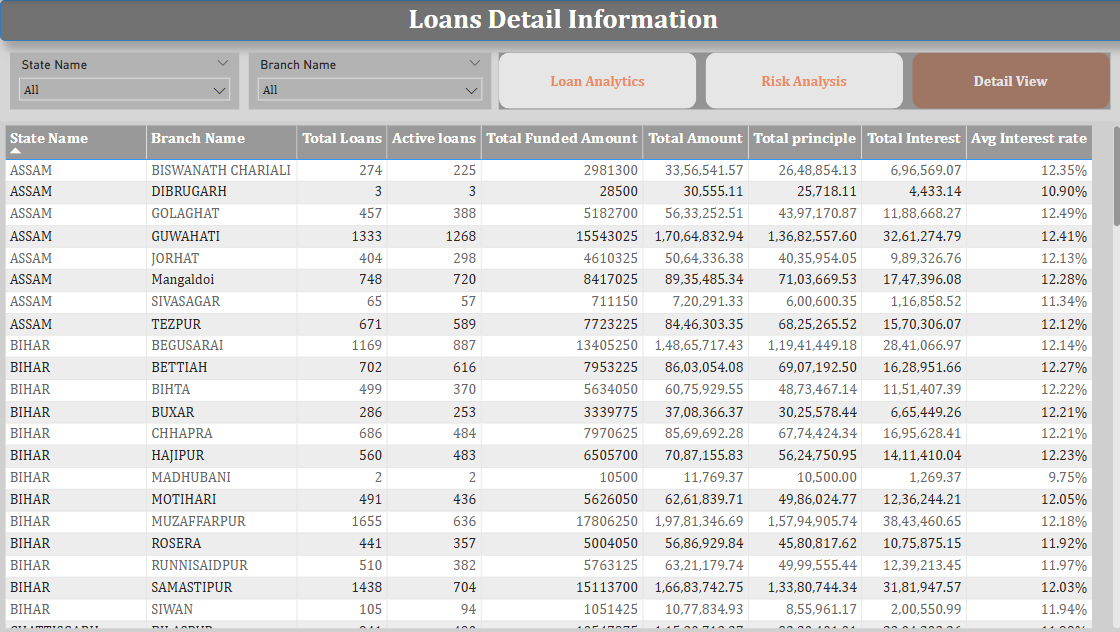 Loans Detail Information
State Name
Branch Name
All
All
Loan Analytics
Risk Analysis
Detail View
State Name Branch Name Total Loans Active loans Total Funded Amount Total Amount Total principle Total Interest Avg Interest rate
ASSAM BISWANATH CHARIALI 274 225 2981300 33,56,541.57 26,48,854.13 6,96,569.07 12.35%
ASSAM DIBRUGARH 3 3 28500 30,555.11 25,718.11 4,433.14 10.90%
ASSAM GOLAGHAT 457 388 5182700 56,33,252.51 43,97,170.87 11,88,668.27 12.49%
ASSAM GUWAHATI 1333 1268 15543025 1,70,64,832.94 1,36,82,557.60 32,61,274.79 12.41%
ASSAM JORHAT 404 298 4610325 50,64,336.38 40,35,954.05 9,89,326.76 12.13%
ASSAM Mangaldoi 748 720 8417025 89,35,485.34 71,03,669.53 17,47,396.08 12.28%
ASSAM SIVASAGAR 65 57 711150 7,20,291.33 6,00,600.35 1,16,858.52 11.34%
ASSAM TEZPUR 671 589 7723225 84,46,303.35 68,25,265.52 15,70,306.07 12.12%
BIHAR BEGUSARAI 1169 887 13405250 1,48,65,717.43 1,19,41,449.18 28,41,066.97 12.14%
BIHAR BETTIAH 702 616 7953225 86,03,054.08 69,07,192.50 16,28,951.66 12.27%
BIHAR BIHTA 499 370 5634050 60,75,929.55 48,73,467.14 11,51,407.39 12.22%
BIHAR BUXAR 286 253 3339775 37,08,366.37 30,25,578.44 6,65,449.26 12.21%
BIHAR CHHAPRA 686 484 7970625 85,69,692.28 67,74,424.34 16,95,628.41 12.21%
BIHAR HAJIPUR 560 483 6505700 70,87,155.83 56,24,750.95 14,11,410.04 12.23%
BIHAR MADHUBANI 2 2 10500 11,769.37 10,500.00 1,269.37 9.75%
BIHAR MOTIHARI 491 436 5626050 62,61,839.71 49,86,024.77 12,36,244.21 12.05%
BIHAR MUZAFFARPUR 1655 636 17806250 1,97,81,346.69 1,57,94,905.74 38,43,460.65 12.18%
BIHAR ROSERA 441 357 5004050 56,86,929.84 45,80,817.62 10,75,875.15 11.92%
BIHAR RUNNISAIDPUR 510 382 5763125 63,21,179.74 49,99,555.44 12,39,213.45 11.97%
BIHAR SAMASTIPUR 1438 704 15113700 1,66,83,742.75 1,33,80,744.34 31,81,947.57 12.03%
BIHAR SIWAN 105 94 1051425 10,77,834.93 8,55,961.17 2,00,550.99 11.94%